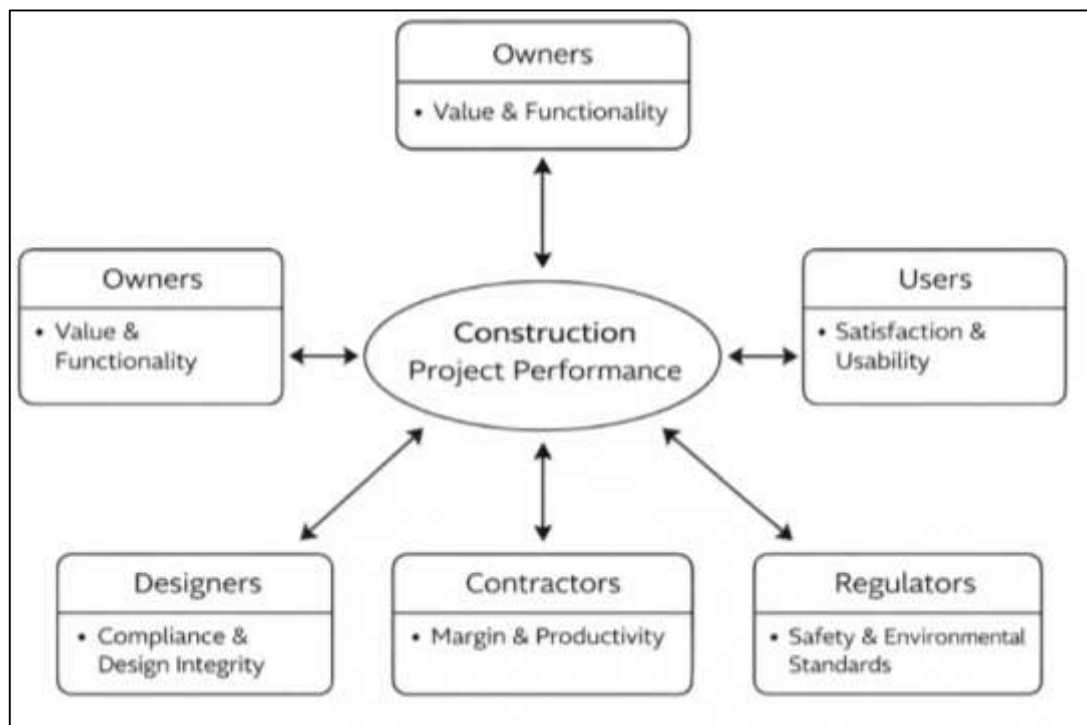 Owners
• Value & Functionality
Owners
• Value &
Functionality
Construction
Project Performance
Users
• Satisfaction &
Usability
Designers
• Compliance &
Design Integrity
Contractors
• Margin & Productivity
Regulators
• Safety & Environmental
Standards